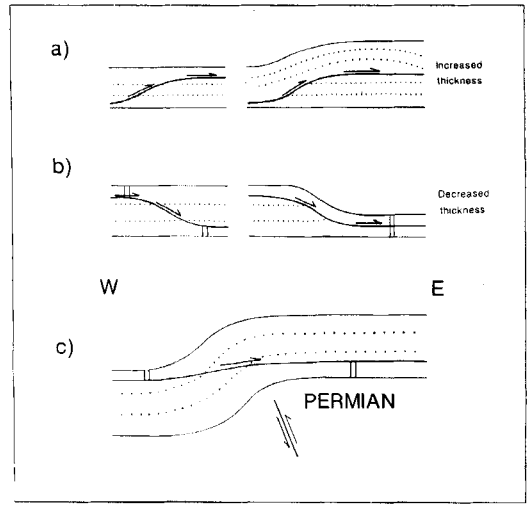 a)
Increased
thickness
b)
Decreased
thickness
W
E
c)
PERMIAN